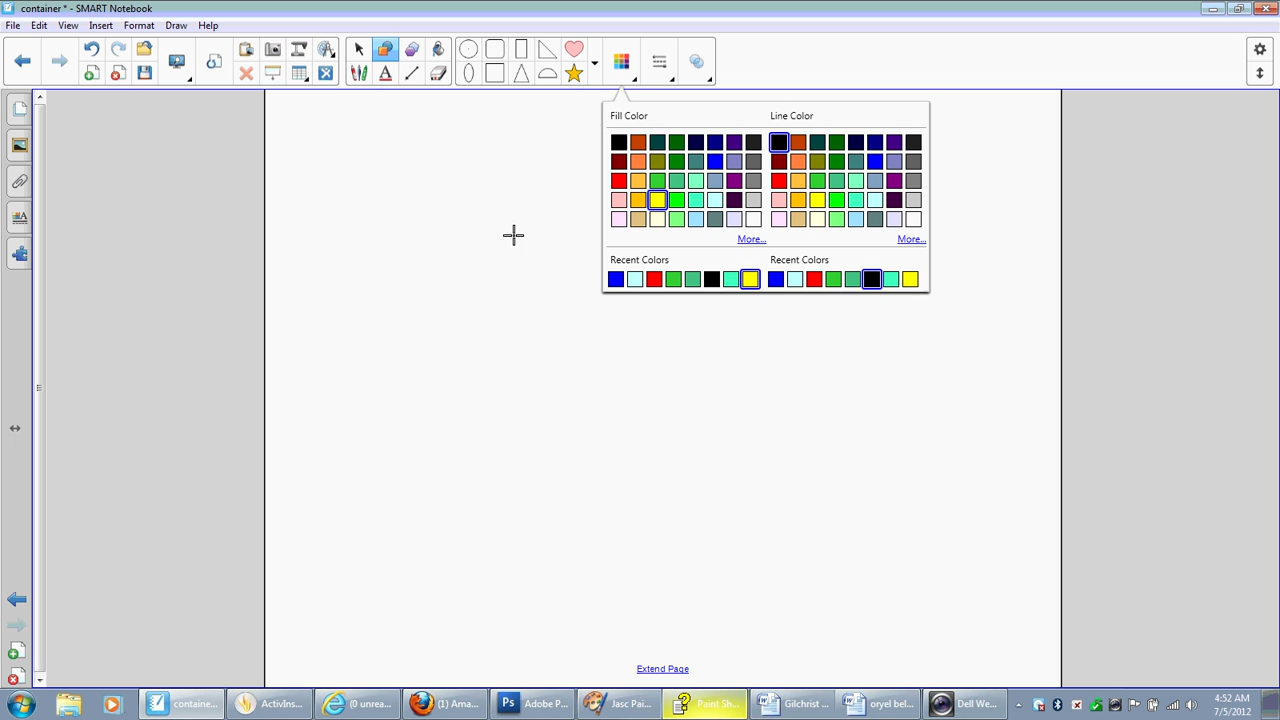 container * - SMART Notebook
File Edit View Insert Format Draw Help
Fill Color Line Color
More... More...
Recent Colors Recent Colors
Extend Page
containe... ActivIns... (0 unrea... (1) Ama... Adobe P... Jasc Pai... Paint Sh... Gilchrist ... oryel bel... Dell We...
4:52 AM
7/5/2012